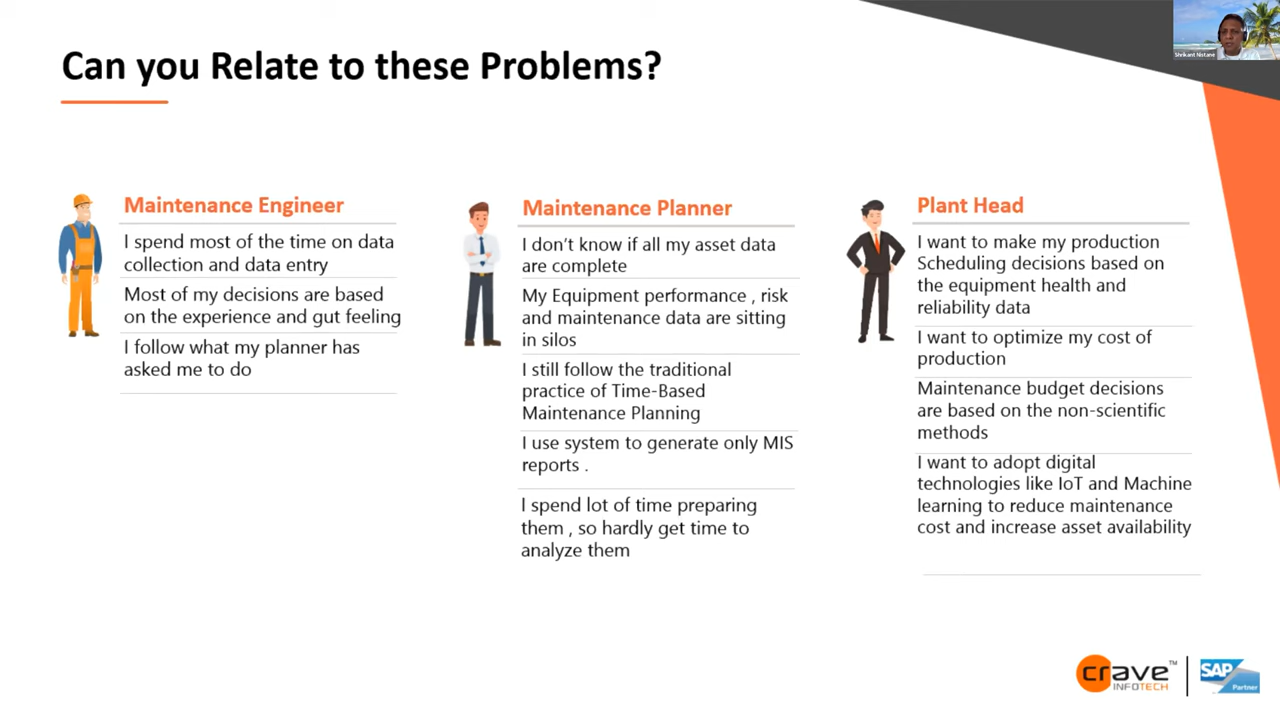 Can you Relate to these Problems?
Shrikant Nistane
Maintenance Engineer
I spend most of the time on data
collection and data entry
Most of my decisions are based
on the experience and gut feeling
I follow what my planner has
asked me to do
Maintenance Planner
I don’t know if all my asset data
are complete
My Equipment performance , risk
and maintenance data are sitting
in silos
I still follow the traditional
practice of Time-Based
Maintenance Planning
I use system to generate only MIS
reports .
I spend lot of time preparing
them , so hardly get time to
analyze them
Plant Head
I want to make my production
Scheduling decisions based on
the equipment health and
reliability data
I want to optimize my cost of
production
Maintenance budget decisions
are based on the non-scientific
methods
I want to adopt digital
technologies like IoT and Machine
learning to reduce maintenance
cost and increase asset availability
crave™
INFOTECH
SAP
Partner